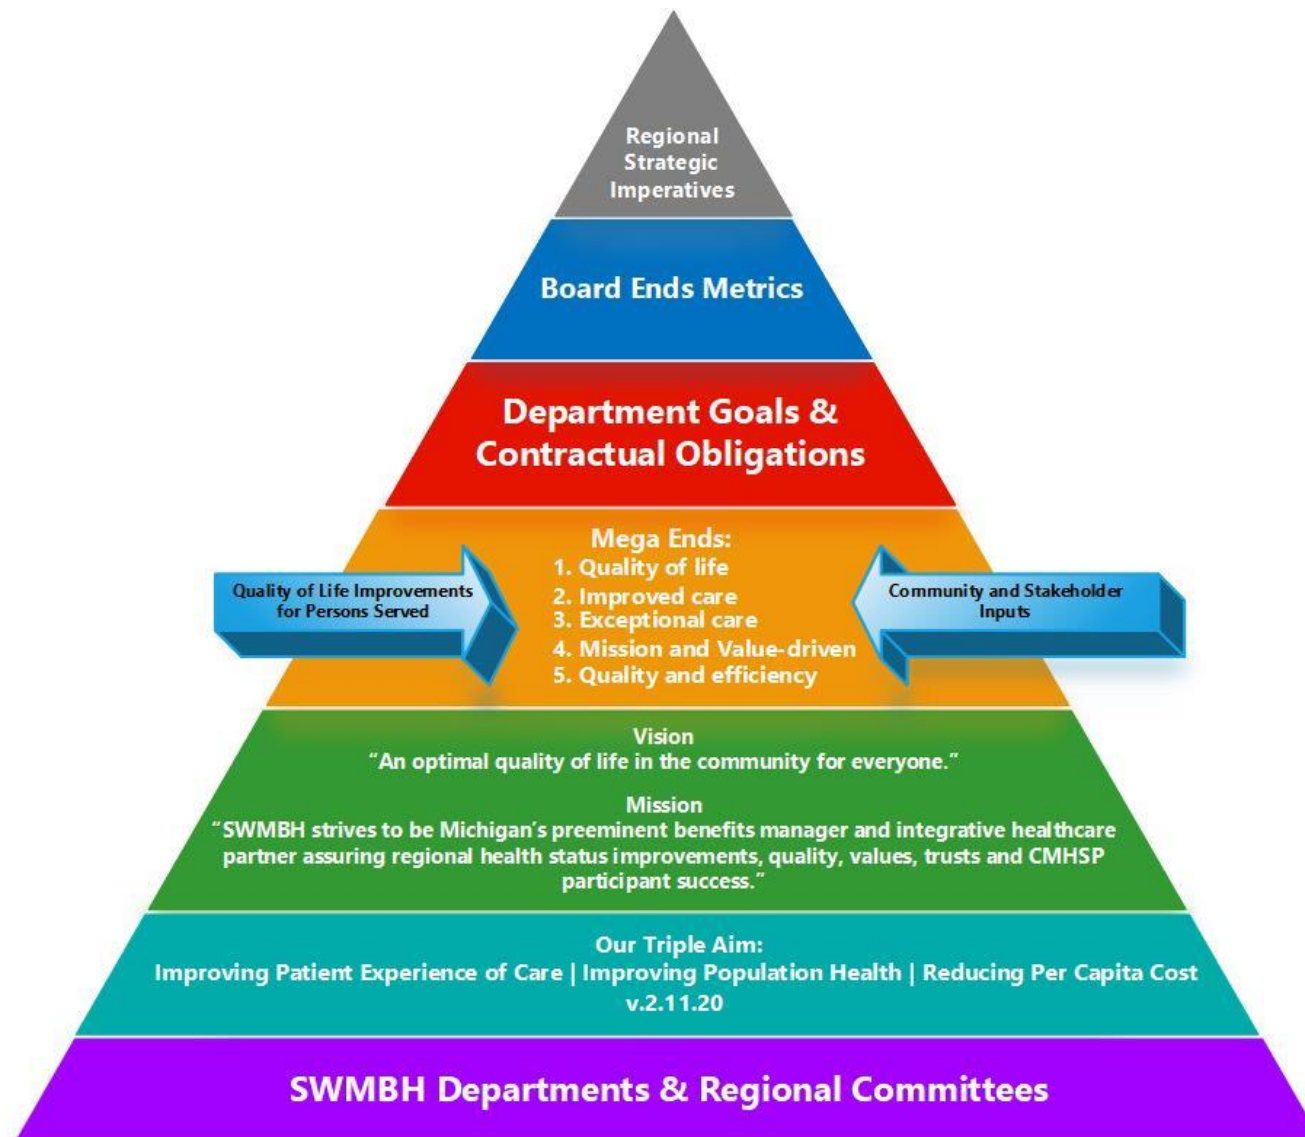 Regional
Strategic
Imperatives
Board Ends Metrics
Department Goals &
Contractual Obligations
Mega Ends:
1. Quality of life
2. Improved care
3. Exceptional care
4. Mission and Value-driven
5. Quality and efficiency
Quality of Life Improvements
for Persons Served
Community and Stakeholder
Inputs
Vision
“An optimal quality of life in the community for everyone.”
Mission
“SWMBH strives to be Michigan’s preeminent benefits manager and integrative healthcare
partner assuring regional health status improvements, quality, values, trusts and CMHSP
participant success.”
Our Triple Aim:
Improving Patient Experience of Care | Improving Population Health | Reducing Per Capita Cost
v.2.11.20
SWMBH Departments & Regional Committees